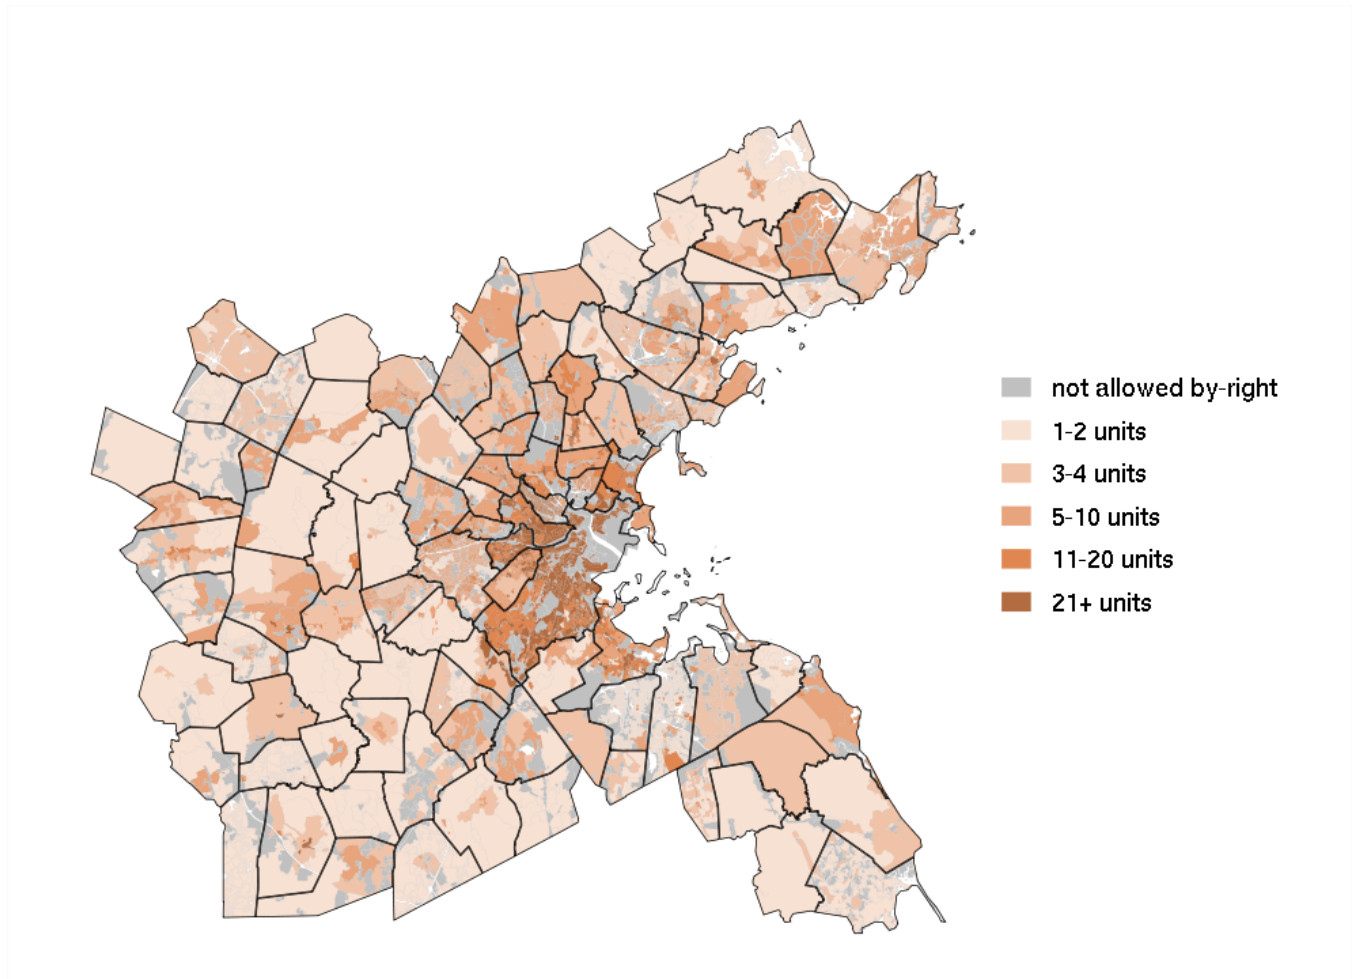 not allowed by-right
1-2 units
3-4 units
5-10 units
11-20 units
21+ units